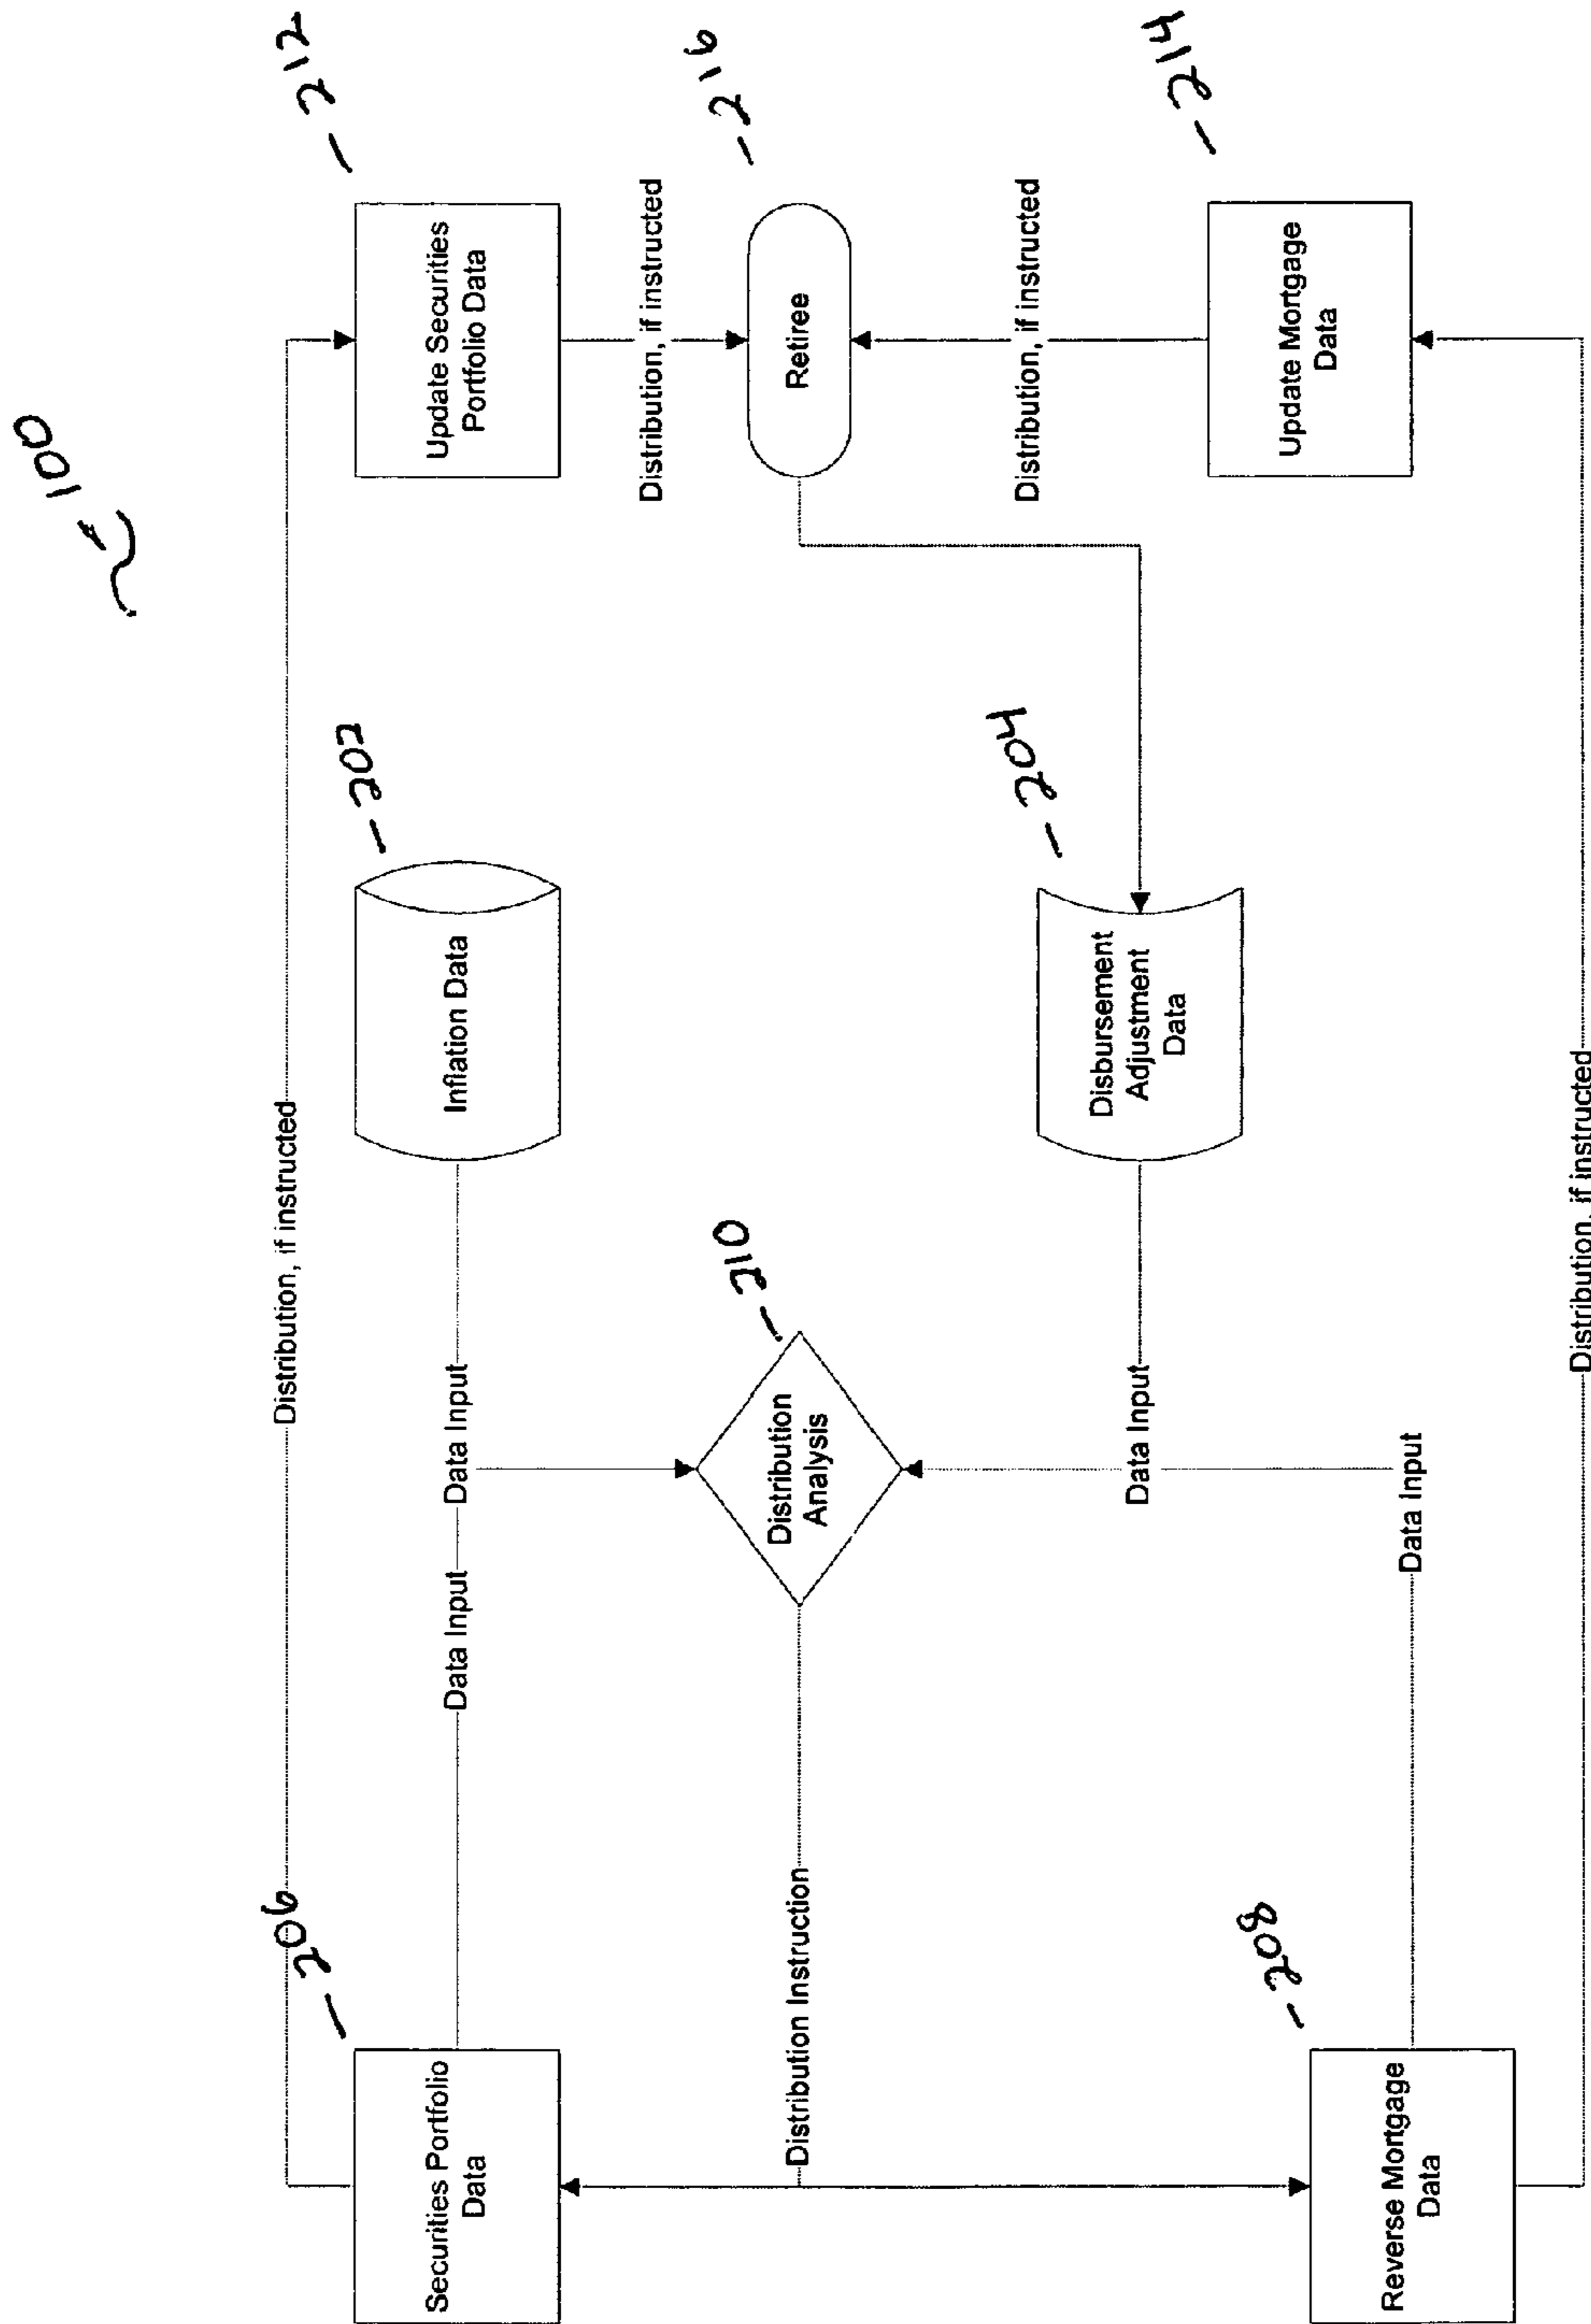 100
Distribution, if instructed
206
202
212
Securities Portfolio
Data
Data Input
Data Input
Inflation Data
Update Securities
Portfolio Data
Distribution, if instructed
210
216
Distribution Instruction
Distribution
Analysis
Retiree
204
Distribution, if instructed
208
Data Input
Disbursement
Adjustment
Data
214
Reverse Mortgage
Data
Data Input
Update Mortgage
Data
Distribution, if instructed